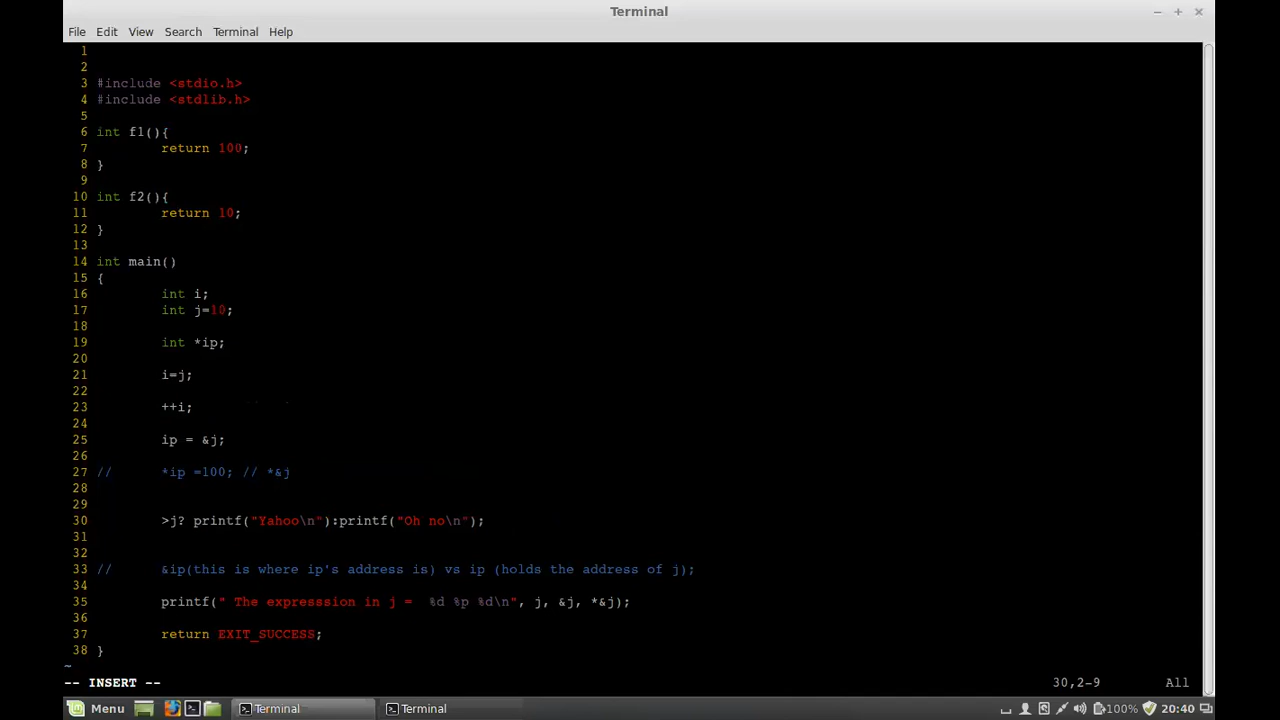 Terminal
File Edit View Search Terminal Help
1
2
3 #include <stdio.h>
4 #include <stdlib.h>
5
6 int f1(){
7 return 100;
8 }
9
10 int f2(){
11 return 10;
12 }
13
14 int main()
15 {
16 int i;
17 int j=10;
18
19 int *ip;
20
21 i=j;
22
23 ++i;
24
25 ip = &j;
26
27 // *ip =100; // *&j
28
29
30 >j? printf("Yahoo\n"):printf("Oh no\n");
31
32
33 // &ip(this is where ip's address is) vs ip (holds the address of j);
34
35 printf(" The expresssion in j =  %d %p %d\n", j, &j, *&j);
36
37 return EXIT_SUCCESS;
38 }
~
-- INSERT -- 30,2-9 All
Menu Terminal Terminal 100% 20:40